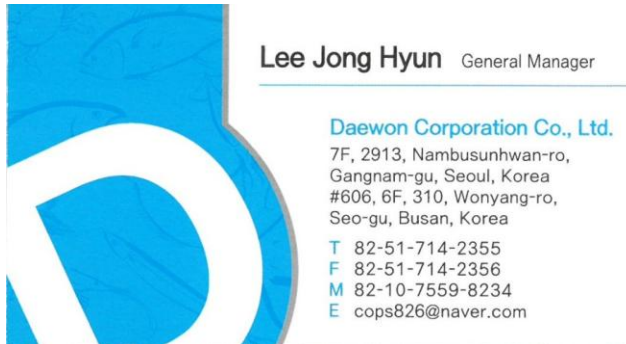 Lee Jong Hyun General Manager
Daewon Corporation Co., Ltd.
7F, 2913, Nambusunhwan-ro,
Gangnam-gu, Seoul, Korea
#606, 6F, 310, Wonyang-ro,
Seo-gu, Busan, Korea
T 82-51-714-2355
F 82-51-714-2356
M 82-10-7559-8234
E cops826@naver.com